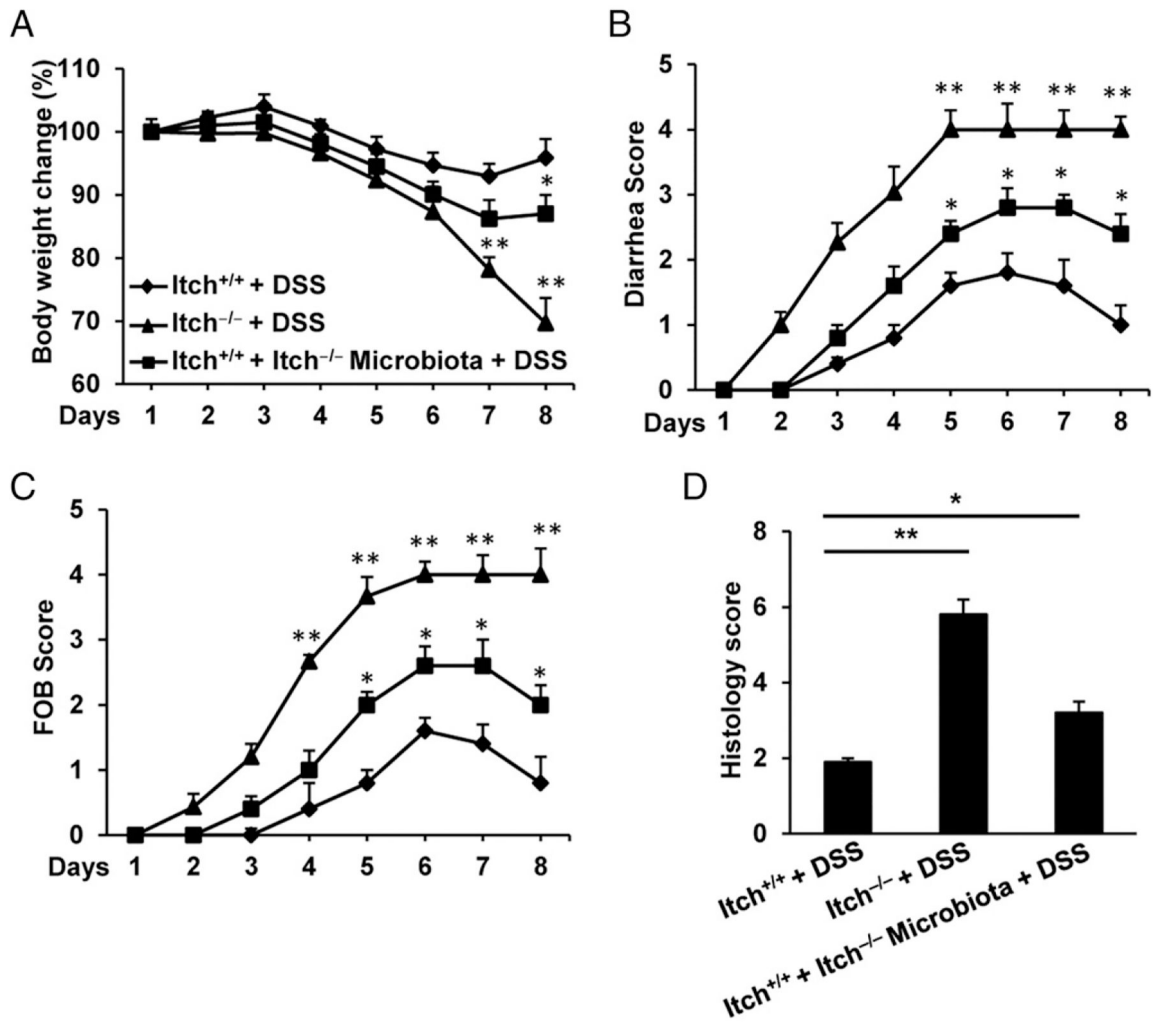 A
Body weight change (%)
110
100
90
80
70
60
*
**
**
Itch+/+ + DSS
Itch−/− + DSS
Itch+/+ + Itch−/− Microbiota + DSS
Days 1 2 3 4 5 6 7 8
B
Diarrhea Score
5
4
3
2
1
0
** ** ** **
* * * *
Days 1 2 3 4 5 6 7 8
C
FOB Score
5
4
3
2
1
0
** ** ** ** **
* * * *
Days 1 2 3 4 5 6 7 8
D
Histology score
8
6
4
2
0
*
**
Itch+/+ + DSS
Itch−/− + DSS
Itch+/+ + Itch−/− Microbiota + DSS